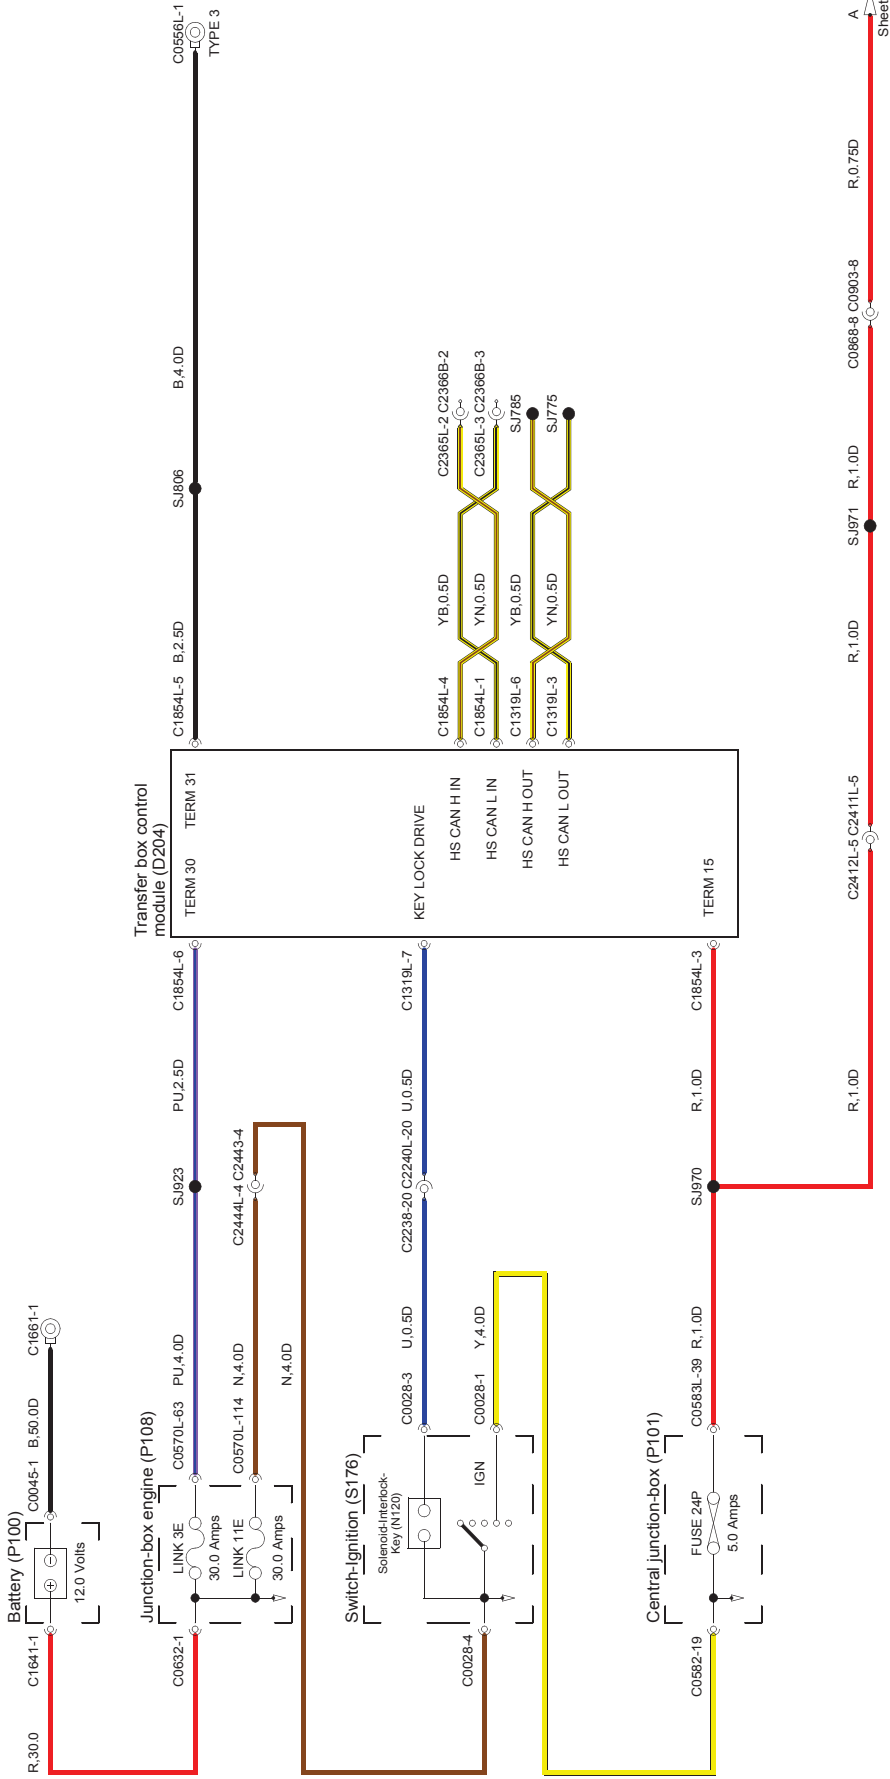 Battery (P100)
R,30.0
C1641-1
12.0 Volts
C0045-1
B,50.0D
C1661-1
Junction-box engine (P108)
C0632-1
LINK 3E
30.0 Amps
LINK 11E
30.0 Amps
C0570L-63
PU,4.0D
SJ923
PU,2.5D
C1854L-6
C0570L-114
N,4.0D
C2444L-4
C2443-4
N,4.0D
Switch-Ignition (S176)
C0028-4
Solenoid-Interlock-
Key (N120)
IGN
C0028-3
U,0.5D
C2238-20
C2240L-20
U,0.5D
C1319L-7
C0028-1
Y,4.0D
Central junction-box (P101)
C0582-19
FUSE 24P
5.0 Amps
C0583L-39
R,1.0D
SJ970
R,1.0D
C1854L-3
Transfer box control
module (D204)
TERM 30
TERM 31
KEY LOCK DRIVE
HS CAN H IN
HS CAN L IN
HS CAN H OUT
HS CAN L OUT
TERM 15
C1854L-5
B,2.5D
SJ806
B,4.0D
C0556L-1
TYPE 3
C1854L-4
YB,0.5D
C2365L-2
C2366B-2
C1854L-1
YN,0.5D
C2365L-3
C2366B-3
C1319L-6
YB,0.5D
SJ785
C1319L-3
YN,0.5D
SJ775
R,1.0D
C2412L-5
C2411L-5
R,1.0D
SJ971
R,1.0D
C0868-8
C0903-8
R,0.75D
A
Sheet